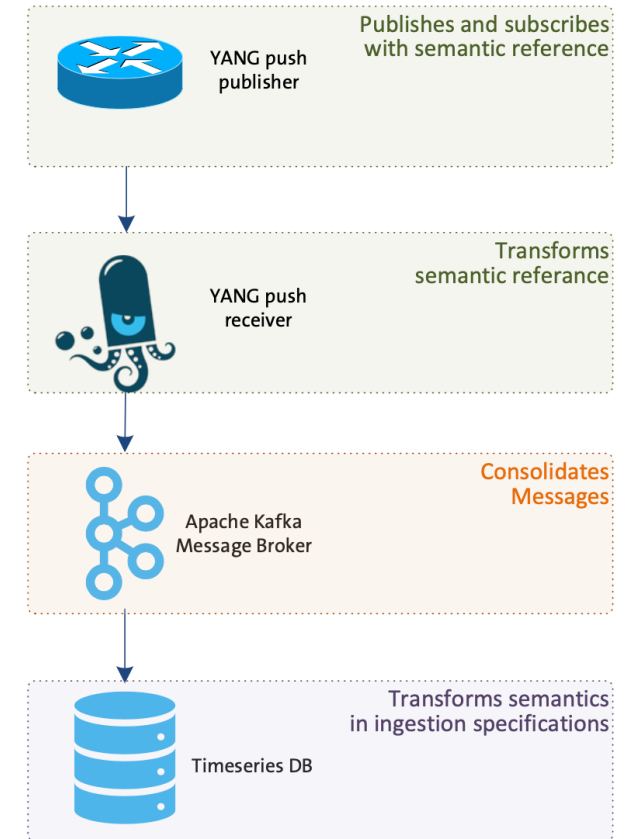 Publishes and subscribes
with semantic reference
YANG push
publisher
Transforms
semantic referance
YANG push
receiver
Consolidates
Messages
Apache Kafka
Message Broker
Transforms semantics
in ingestion specifications
Timeseries DB